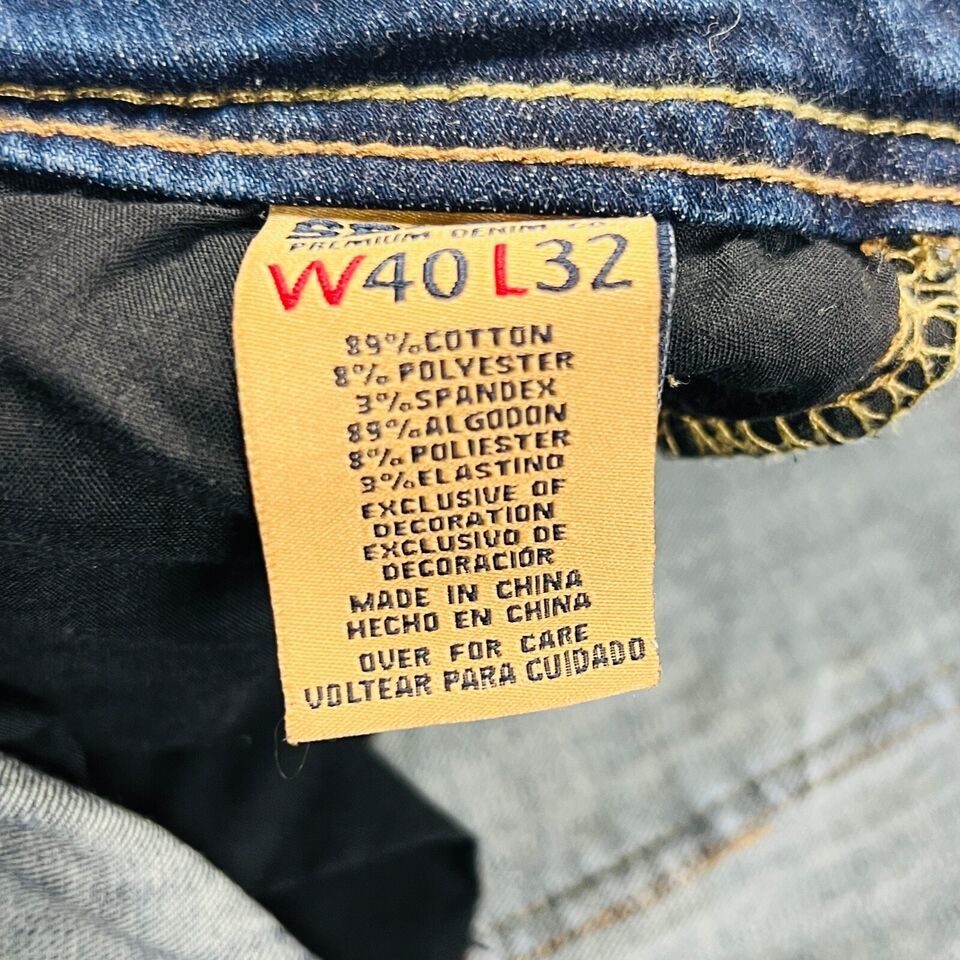 PREMIUM DENIM CO
W40 L32
89% COTTON
8% POLYESTER
3% SPANDEX
89% ALGODON
8% POLIESTER
3% ELASTINO
EXCLUSIVE OF
DECORATION
EXCLUSIVO DE
DECORACIÓR
MADE IN CHINA
HECHO EN CHINA
OVER FOR CARE
VOLTEAR PARA CUIDADO